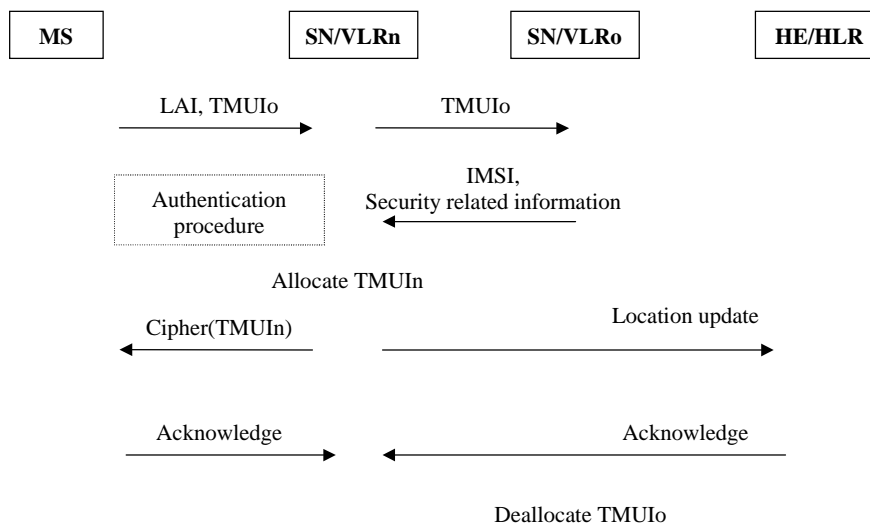 MS
SN/VLRn
SN/VLRo
HE/HLR
LAI, TMUIo
TMUIo
Authentication
procedure
IMSI,
Security related information
Allocate TMUIn
Cipher(TMUIn)
Location update
Acknowledge
Acknowledge
Deallocate TMUIo